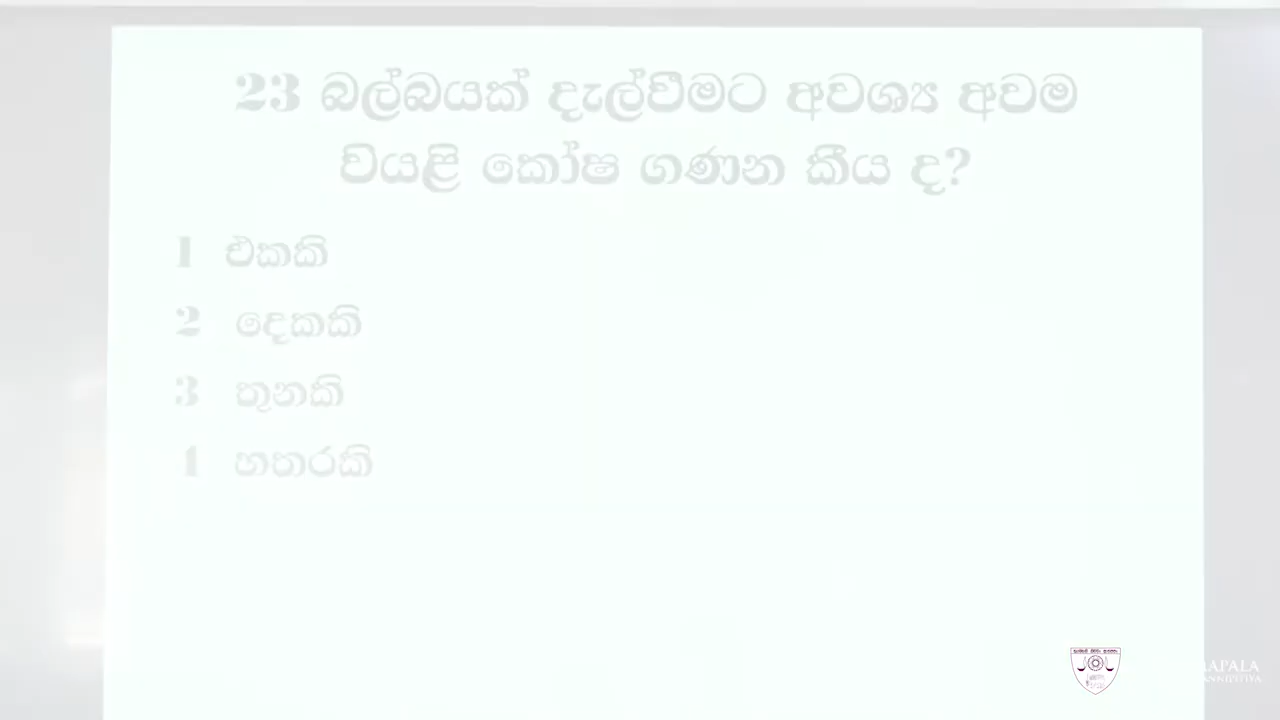 23 බල්බයක් දැල්වීමට අවශ්‍ය අවම
වියළි කෝෂ ගණන කීය ද?
1 එකකි
2 දෙකකි
3 තුනකි
4 හතරකි